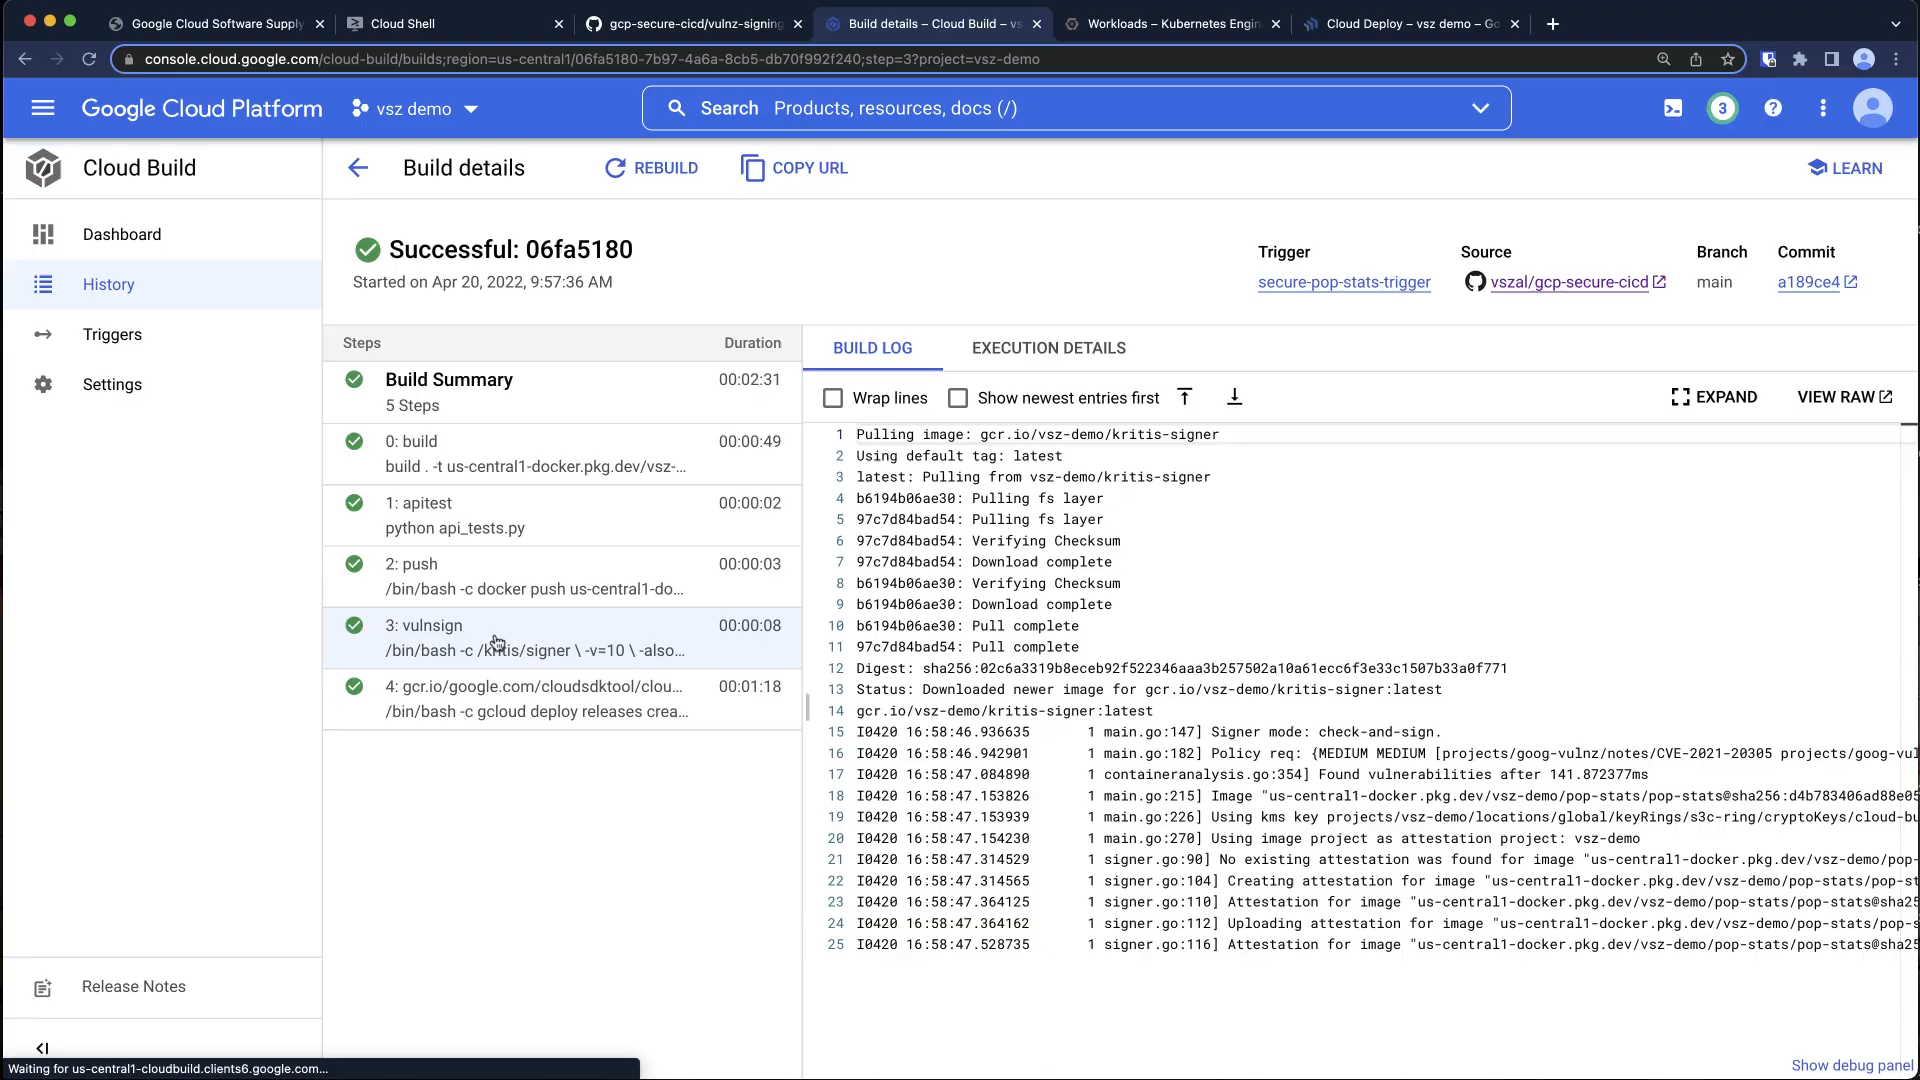 Google Cloud Software Supply
Cloud Shell
gcp-secure-cicd/vulnz-signing
Build details – Cloud Build – vs
Workloads – Kubernetes Engin
Cloud Deploy – vsz demo – Go
console.cloud.google.com/cloud-build/builds;region=us-central1/06fa5180-7b97-4a6a-8cb5-db70f992f240;step=3?project=vsz-demo
Google Cloud Platform
vsz demo
Search Products, resources, docs (/)
3
Cloud Build
Build details
REBUILD
COPY URL
LEARN
Dashboard
History
Triggers
Settings
Release Notes
Successful: 06fa5180
Started on Apr 20, 2022, 9:57:36 AM
Trigger
secure-pop-stats-trigger
Source
vszal/gcp-secure-cicd
Branch
main
Commit
a189ce4
Steps Duration
Build Summary 00:02:31
5 Steps
0: build 00:00:49
build . -t us-central1-docker.pkg.dev/vsz-...
1: apitest 00:00:02
python api_tests.py
2: push 00:00:03
/bin/bash -c docker push us-central1-do...
3: vulnsign 00:00:08
/bin/bash -c /kritis/signer \ -v=10 \ -also...
4: gcr.io/google.com/cloudsdktool/clou... 00:01:18
/bin/bash -c gcloud deploy releases crea...
BUILD LOG
EXECUTION DETAILS
Wrap lines
Show newest entries first
EXPAND
VIEW RAW
1 Pulling image: gcr.io/vsz-demo/kritis-signer
2 Using default tag: latest
3 latest: Pulling from vsz-demo/kritis-signer
4 b6194b06ae30: Pulling fs layer
5 97c7d84bad54: Pulling fs layer
6 97c7d84bad54: Verifying Checksum
7 97c7d84bad54: Download complete
8 b6194b06ae30: Verifying Checksum
9 b6194b06ae30: Download complete
10 b6194b06ae30: Pull complete
11 97c7d84bad54: Pull complete
12 Digest: sha256:02c6a3319b8eceb92f522346aaa3b257502a10a61ecc6f3e33c1507b33a0f771
13 Status: Downloaded newer image for gcr.io/vsz-demo/kritis-signer:latest
14 gcr.io/vsz-demo/kritis-signer:latest
15 I0420 16:58:46.936635 1 main.go:147] Signer mode: check-and-sign.
16 I0420 16:58:46.942901 1 main.go:182] Policy req: {MEDIUM MEDIUM [projects/goog-vulnz/notes/CVE-2021-20305 projects/goog-vul
17 I0420 16:58:47.084890 1 containeranalysis.go:354] Found vulnerabilities after 141.872377ms
18 I0420 16:58:47.153826 1 main.go:215] Image "us-central1-docker.pkg.dev/vsz-demo/pop-stats/pop-stats@sha256:d4b783406ad88e05
19 I0420 16:58:47.153939 1 main.go:226] Using kms key projects/vsz-demo/locations/global/keyRings/s3c-ring/cryptoKeys/cloud-bu
20 I0420 16:58:47.154230 1 main.go:270] Using image project as attestation project: vsz-demo
21 I0420 16:58:47.314529 1 signer.go:90] No existing attestation was found for image "us-central1-docker.pkg.dev/vsz-demo/pop-
22 I0420 16:58:47.314565 1 signer.go:104] Creating attestation for image "us-central1-docker.pkg.dev/vsz-demo/pop-stats/pop-st
23 I0420 16:58:47.364125 1 signer.go:110] Attestation for image "us-central1-docker.pkg.dev/vsz-demo/pop-stats/pop-stats@sha25
24 I0420 16:58:47.364162 1 signer.go:112] Uploading attestation for image "us-central1-docker.pkg.dev/vsz-demo/pop-stats/pop-s
25 I0420 16:58:47.528735 1 signer.go:116] Attestation for image "us-central1-docker.pkg.dev/vsz-demo/pop-stats/pop-stats@sha25
Show debug panel
Waiting for us-central1-cloudbuild.clients6.google.com...